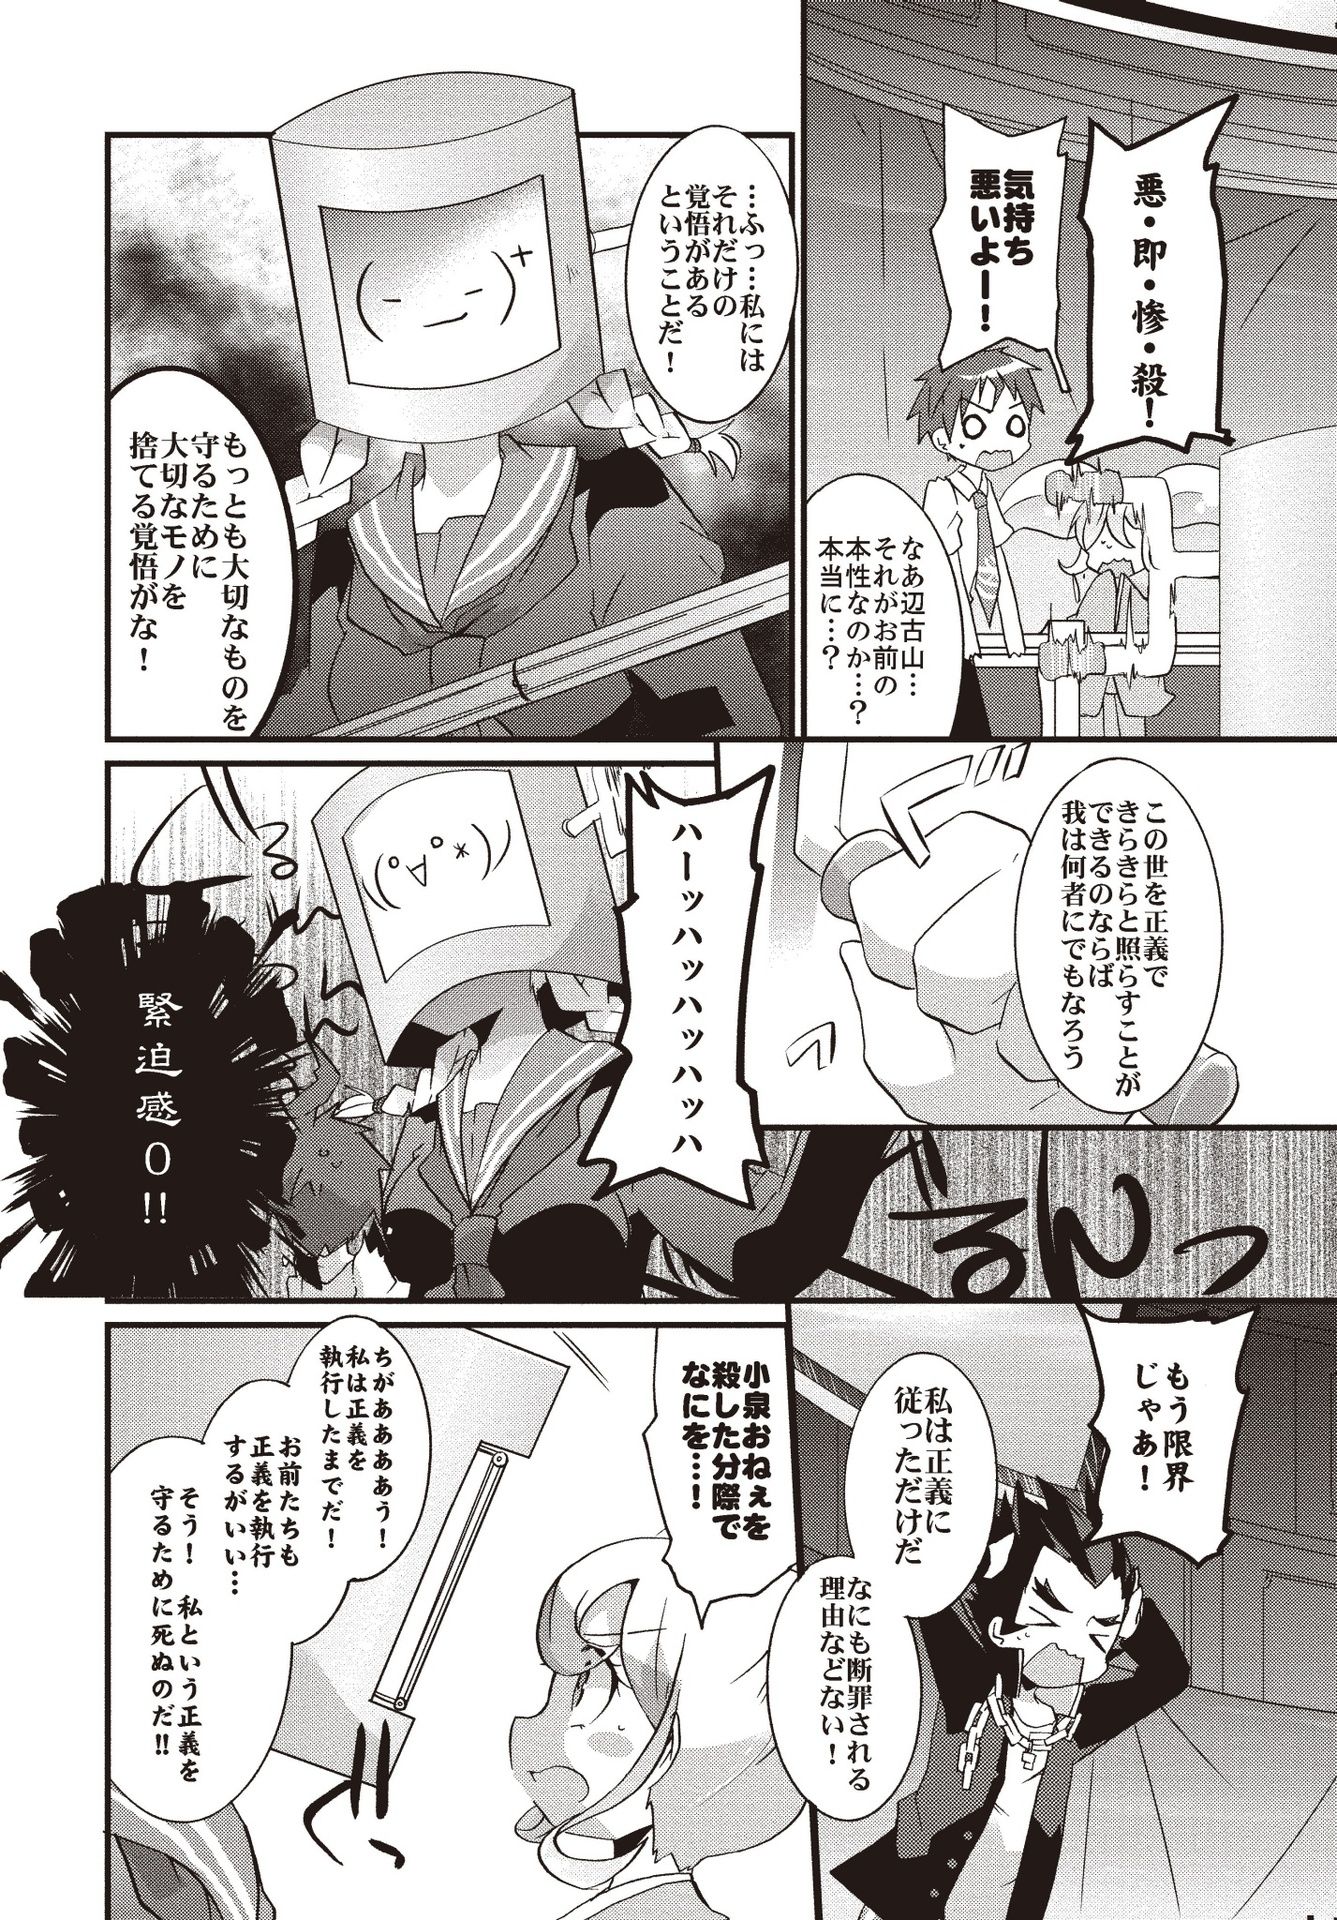 悪・即・惨・殺！
気持ち
悪いよー！
なあ辺古山…
それがお前の
本性なのか…？
本当に…？
…ふっ…私には
それだけの
覚悟がある
ということだ！
もっとも大切なものを
守るために
大切なモノを
捨てる覚悟がな！
この世を正義で
きらきらと照らすことが
できるのならば
我は何者にでもなろう
ハーッハッハッハッハッハ
(ﾟ∀ﾟ*)
緊迫感０!!
ぶるんっ
もう限界
じゃあ！
私は正義に
従っただけだ
なにも断罪される
理由などない！
小泉おねぇを
殺した分際で
なにを…！
ちがああああう！
私は正義を
執行したまでだ！
お前たちも
正義を執行
するがいい…
そう！　私という正義を
守るために死ぬのだ!!